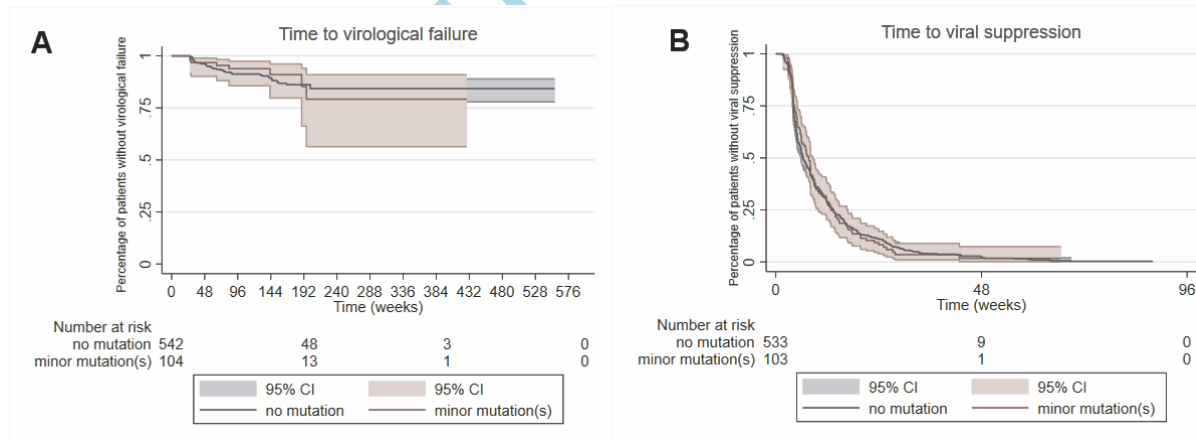 A
Time to virological failure
Percentage of patients without virological failure
1
.75
.5
.25
0
0 48 96 144 192 240 288 336 384 432 480 528 576
Time (weeks)
Number at risk
no mutation 542 48 3 0
minor mutation(s) 104 13 1 0
95% CI 95% CI
no mutation minor mutation(s)
B
Time to viral suppression
Percentage of patients without viral suppression
1
.75
.5
.25
0
0 48 96
Time (weeks)
Number at risk
no mutation 533 9 0
minor mutation(s) 103 1 0
95% CI 95% CI
no mutation minor mutation(s)